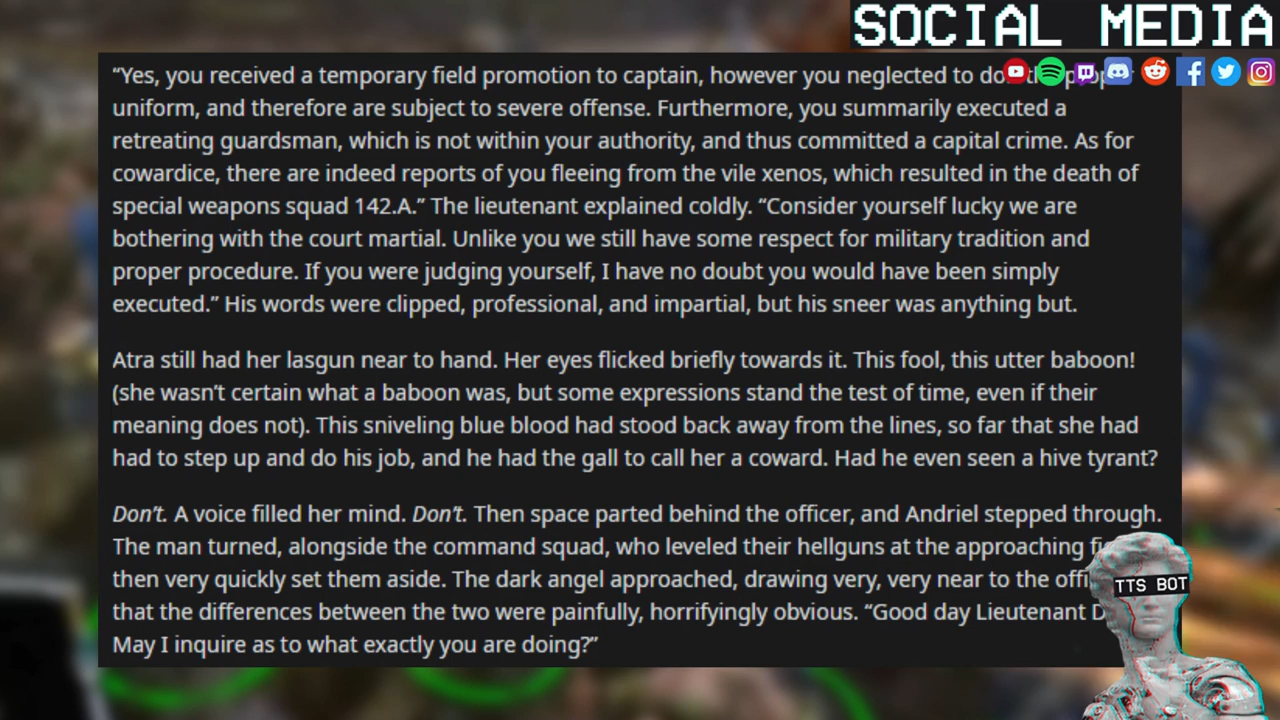 SOCIAL MEDIA
“Yes, you received a temporary field promotion to captain, however you neglected to
uniform, and therefore are subject to severe offense. Furthermore, you summarily executed a
retreating guardsman, which is not within your authority, and thus committed a capital crime. As for
cowardice, there are indeed reports of you fleeing from the vile xenos, which resulted in the death of
special weapons squad 142.A.” The lieutenant explained coldly. “Consider yourself lucky we are
bothering with the court martial. Unlike you we still have some respect for military tradition and
proper procedure. If you were judging yourself, I have no doubt you would have been simply
executed.” His words were clipped, professional, and impartial, but his sneer was anything but.
Atra still had her lasgun near to hand. Her eyes flicked briefly towards it. This fool, this utter baboon!
(she wasn’t certain what a baboon was, but some expressions stand the test of time, even if their
meaning does not). This sniveling blue blood had stood back away from the lines, so far that she had
had to step up and do his job, and he had the gall to call her a coward. Had he even seen a hive tyrant?
Don’t. A voice filled her mind. Don’t. Then space parted behind the officer, and Andriel stepped through.
The man turned, alongside the command squad, who leveled their hellguns at the approaching
then very quickly set them aside. The dark angel approached, drawing very, very near to the
that the differences between the two were painfully, horrifyingly obvious. “Good day Lieutenant
May I inquire as to what exactly you are doing?”
TTS BOT